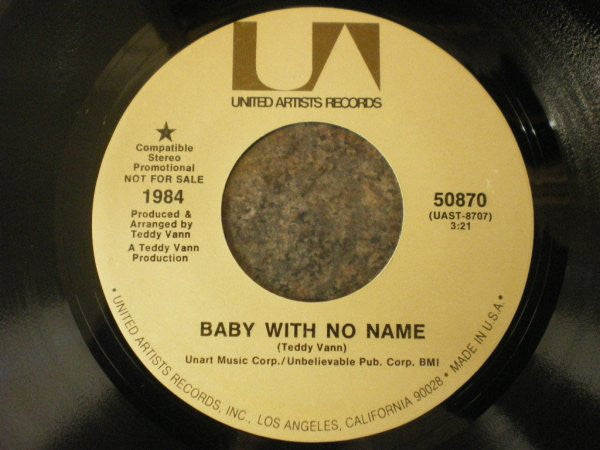 UA
UNITED ARTISTS RECORDS
★
Compatible
Stereo
Promotional
NOT FOR SALE
1984
Produced &
Arranged by
Teddy Vann
A Teddy Vann
Production
50870
(UAST-8707)
3:21
BABY WITH NO NAME
(Teddy Vann)
Unart Music Corp./Unbelievable Pub. Corp. BMI
• UNITED ARTISTS RECORDS, INC., LOS ANGELES, CALIFORNIA 90028 • MADE IN U.S.A. •